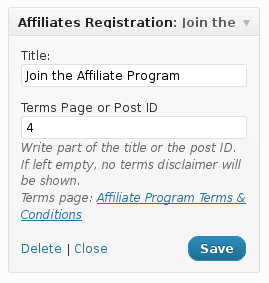 Affiliates Registration: Join the
Title:
Join the Affiliate Program
Terms Page or Post ID
4
Write part of the title or the post ID.
If left empty, no terms disclaimer will
be shown.
Terms page: Affiliate Program Terms &
Conditions
Delete | Close Save